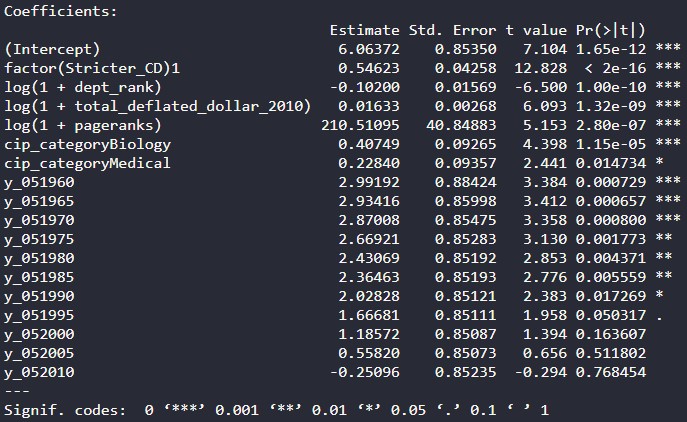 Coefficients:
Estimate Std. Error t value Pr(>|t|)
(Intercept) 6.06372 0.85350 7.104 1.65e-12 ***
factor(Stricter_CD)1 0.54623 0.04258 12.828 < 2e-16 ***
log(1 + dept_rank) -0.10200 0.01569 -6.500 1.00e-10 ***
log(1 + total_deflated_dollar_2010) 0.01633 0.00268 6.093 1.32e-09 ***
log(1 + pageranks) 210.51095 40.84883 5.153 2.80e-07 ***
cip_categoryBiology 0.40749 0.09265 4.398 1.15e-05 ***
cip_categoryMedical 0.22840 0.09357 2.441 0.014734 *
y_051960 2.99192 0.88424 3.384 0.000729 ***
y_051965 2.93416 0.85998 3.412 0.000657 ***
y_051970 2.87008 0.85475 3.358 0.000800 ***
y_051975 2.66921 0.85283 3.130 0.001773 **
y_051980 2.43069 0.85192 2.853 0.004371 **
y_051985 2.36463 0.85193 2.776 0.005559 **
y_051990 2.02828 0.85121 2.383 0.017269 *
y_051995 1.66681 0.85111 1.958 0.050317 .
y_052000 1.18572 0.85087 1.394 0.163607
y_052005 0.55820 0.85073 0.656 0.511802
y_052010 -0.25096 0.85235 -0.294 0.768454
---
Signif. codes: 0 ‘***’ 0.001 ‘**’ 0.01 ‘*’ 0.05 ‘.’ 0.1 ‘ ’ 1